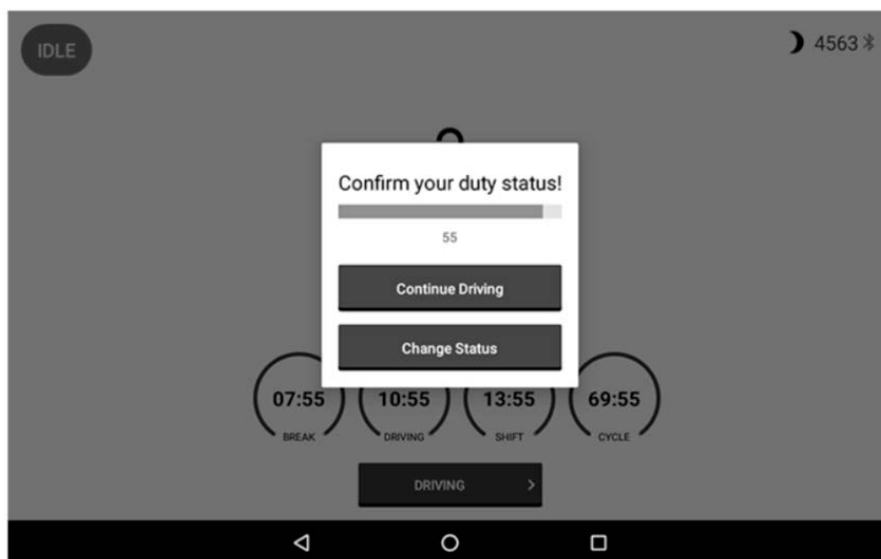 IDLE
4563
Confirm your duty status!
55
Continue Driving
Change Status
07:55 10:55 13:55 69:55
BREAK DRIVING SHIFT CYCLE
DRIVING